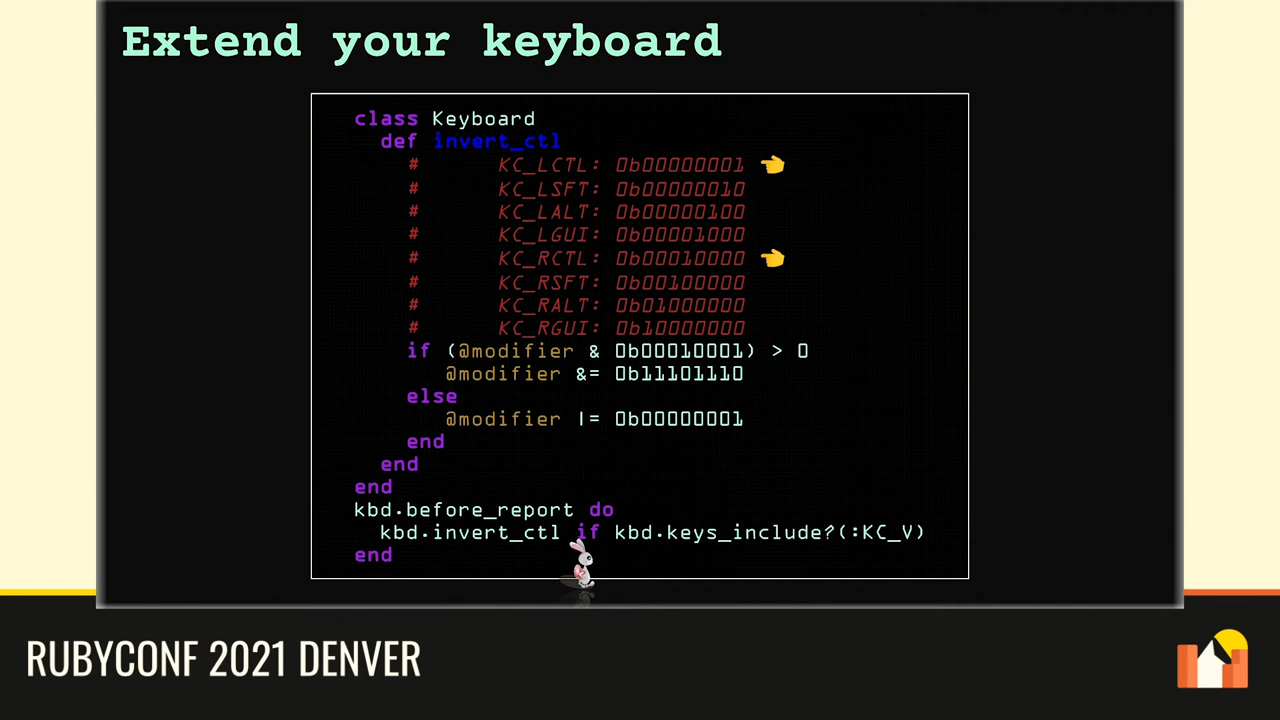 Extend your keyboard
class Keyboard
def invert_ctl
# KC_LCTL: 0b00000001
# KC_LSFT: 0b00000010
# KC_LALT: 0b00000100
# KC_LGUI: 0b00001000
# KC_RCTL: 0b00010000
# KC_RSFT: 0b00100000
# KC_RALT: 0b01000000
# KC_RGUI: 0b10000000
if (@modifier & 0b00010001) > 0
@modifier &= 0b11101110
else
@modifier |= 0b00000001
end
end
end
kbd.before_report do
kbd.invert_ctl if kbd.keys_include?(:KC_V)
end
RUBYCONF 2021 DENVER